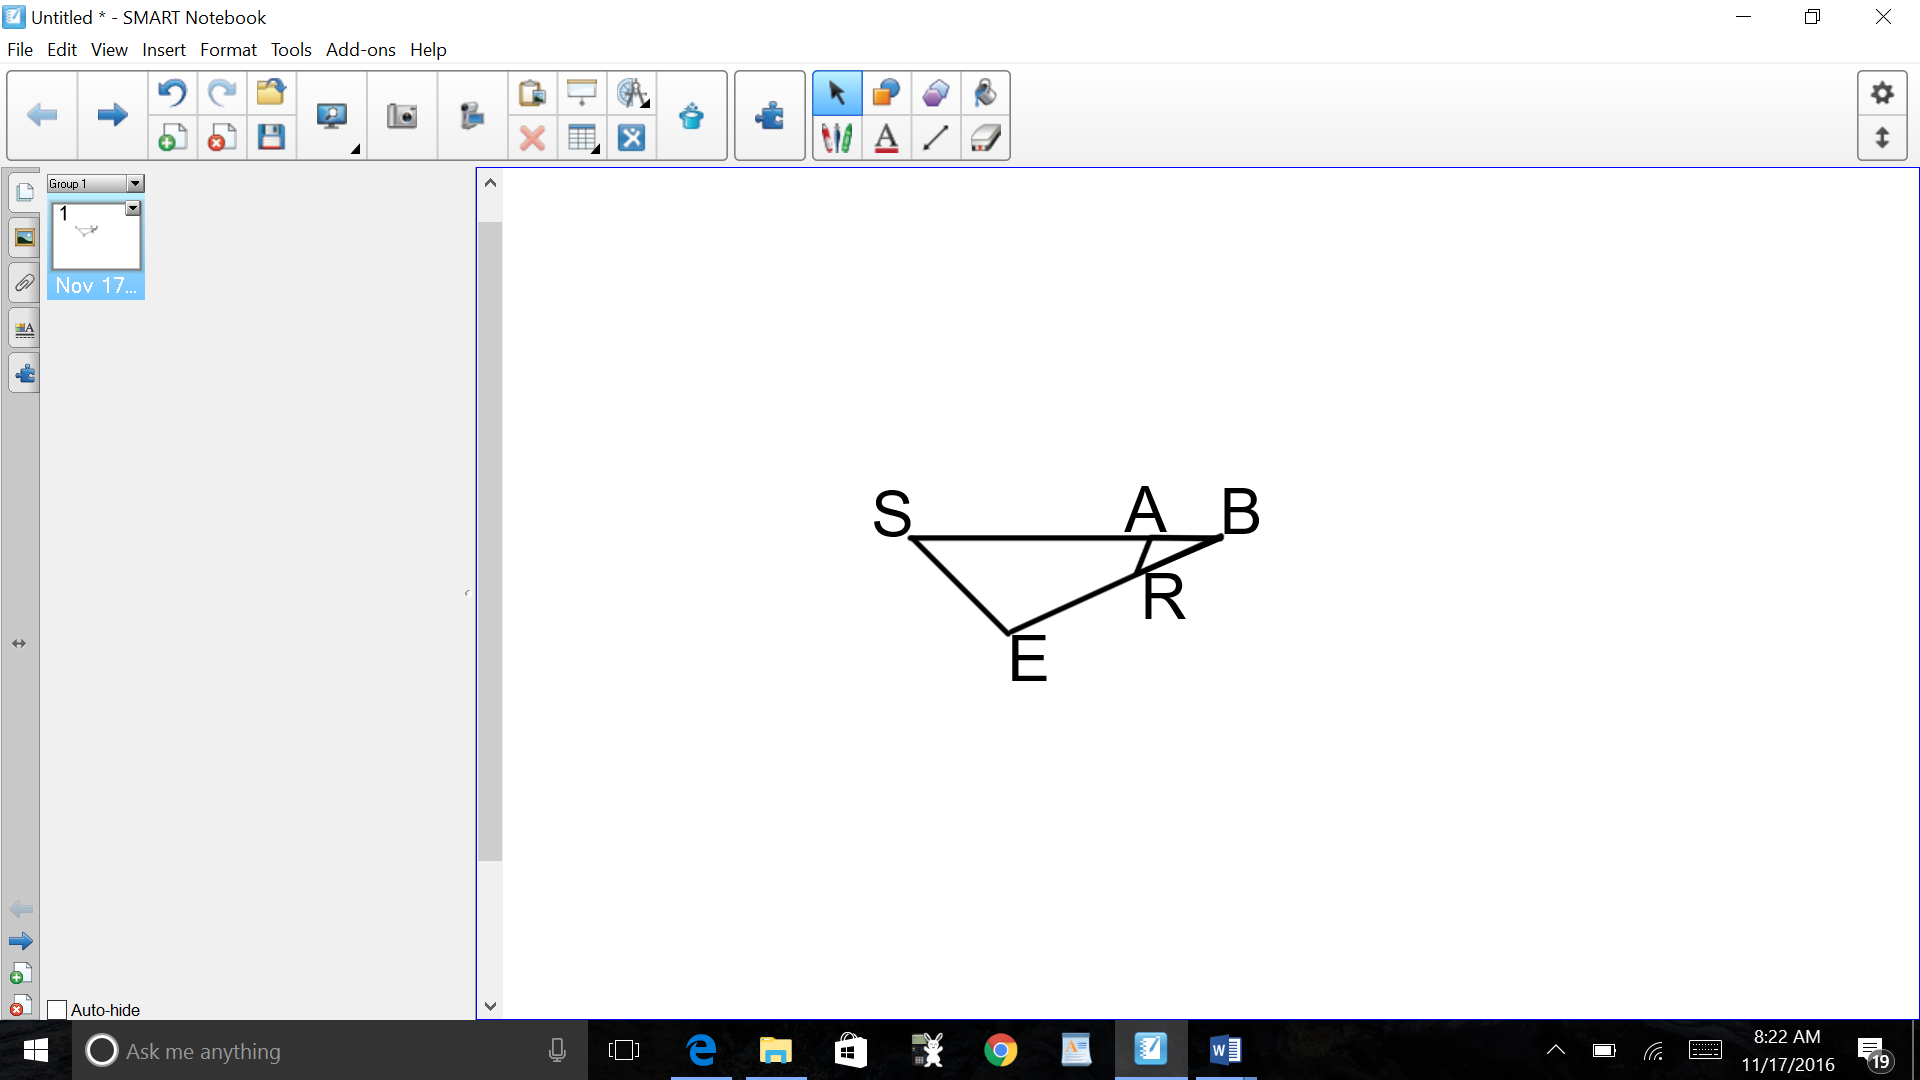 Untitled * - SMART Notebook
File Edit View Insert Format Tools Add-ons Help
Group 1
1
Nov 17...
S A B
R
E
Auto-hide
Ask me anything
8:22 AM
11/17/2016
19